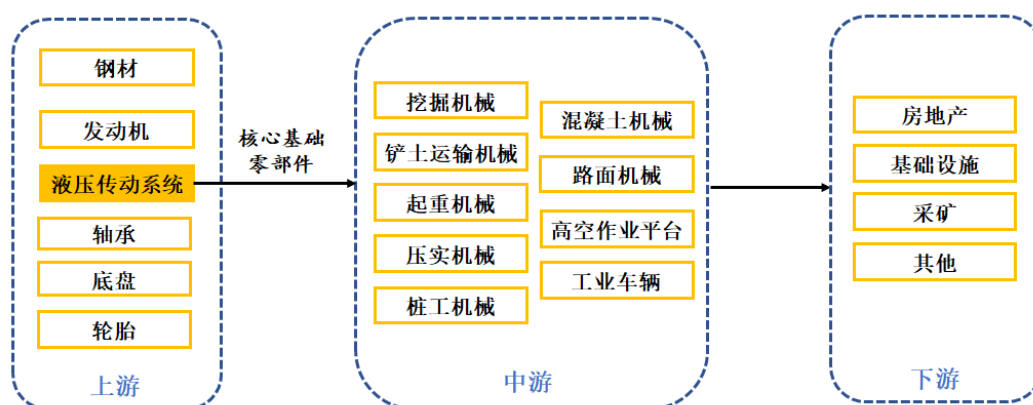 钢材
发动机
液压传动系统
轴承
底盘
轮胎
上游
核心基础
零部件
挖掘机械
铲土运输机械
起重机械
压实机械
桩工机械
混凝土机械
路面机械
高空作业平台
工业车辆
中游
房地产
基础设施
采矿
其他
下游